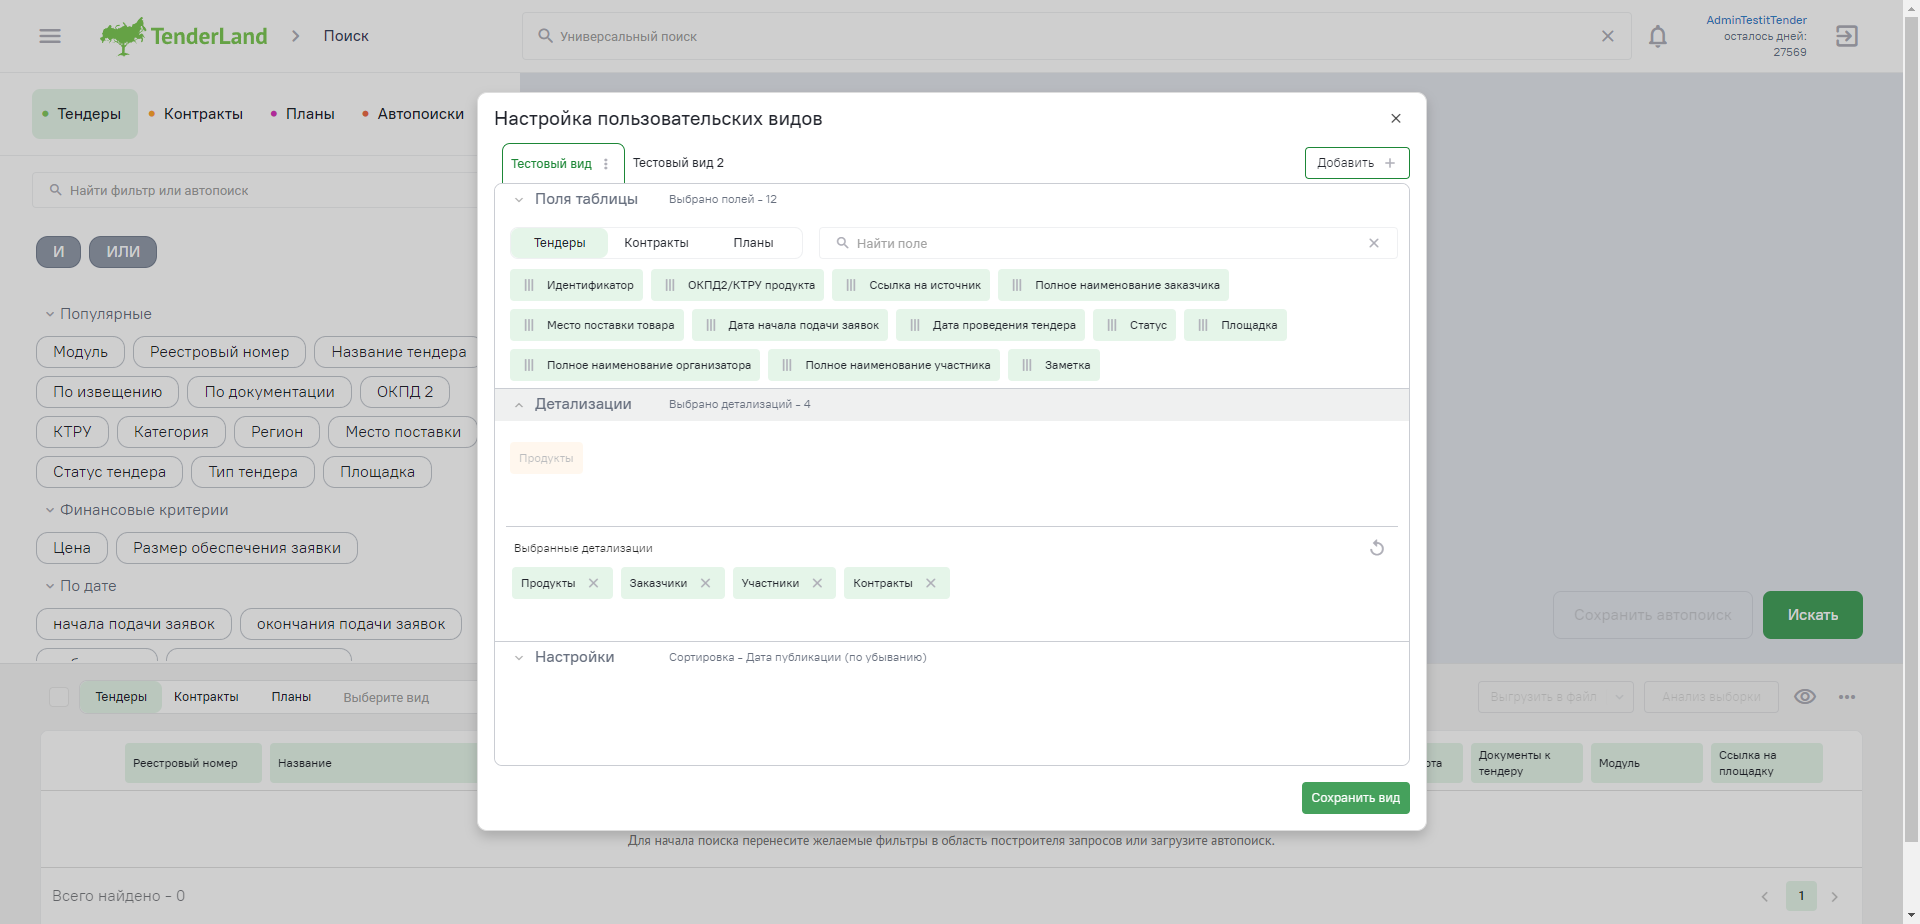 TenderLand
Поиск
Универсальный поиск
AdminTestitTender
осталось дней:
27569
Тендеры
Контракты
Планы
Автопоиски
Найти фильтр или автопоиск
И
ИЛИ
Популярные
Модуль
Реестровый номер
Название тендера
По извещению
По документации
ОКПД 2
КТРУ
Категория
Регион
Место поставки
Статус тендера
Тип тендера
Площадка
Финансовые критерии
Цена
Размер обеспечения заявки
По дате
начала подачи заявок
окончания подачи заявок
Настройка пользовательских видов
Тестовый вид
Тестовый вид 2
Добавить
Поля таблицы
Выбрано полей - 12
Тендеры
Контракты
Планы
Найти поле
Идентификатор
ОКПД2/КТРУ продукта
Ссылка на источник
Полное наименование заказчика
Место поставки товара
Дата начала подачи заявок
Дата проведения тендера
Статус
Площадка
Полное наименование организатора
Полное наименование участника
Заметка
Детализации
Выбрано детализаций - 4
Продукты
Выбранные детализации
Продукты
Заказчики
Участники
Контракты
Настройки
Сортировка - Дата публикации (по убыванию)
Сохранить вид
Сохранить автопоиск
Искать
Тендеры
Контракты
Планы
Выберите вид
Выгрузить в файл
Анализ выборки
Реестровый номер
Название
Документы к
тендеру
Модуль
Ссылка на
площадку
Для начала поиска перенесите желаемые фильтры в область построителя запросов или загрузите автопоиск.
Всего найдено - 0
1